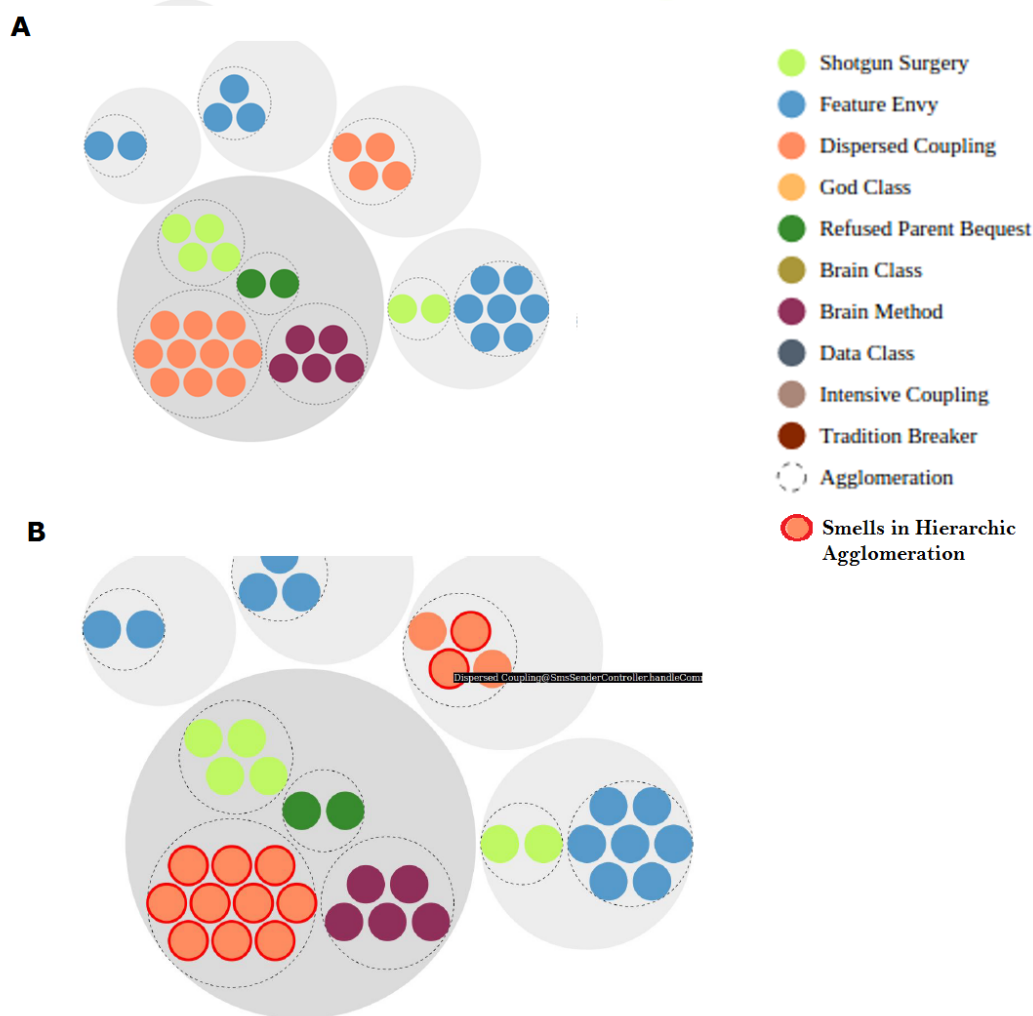 A
Shotgun Surgery
Feature Envy
Dispersed Coupling
God Class
Refused Parent Bequest
Brain Class
Brain Method
Data Class
Intensive Coupling
Tradition Breaker
Agglomeration
Smells in Hierarchic
Agglomeration
B
Dispersed Coupling@SmsSenderController.handleCom